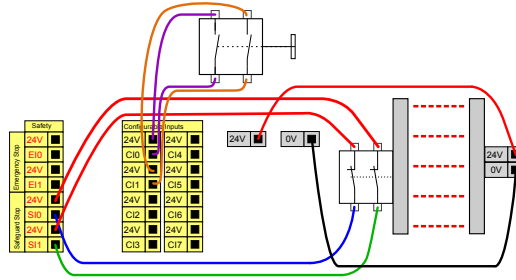 Safety
Emergency Stop
24V
EI0
24V
EI1
Safeguard Stop
24V
SI0
24V
SI1
Configurable Inputs
24V 24V
CI0 CI4
24V 24V
CI1 CI5
24V 24V
CI2 CI6
24V 24V
CI3 CI7
24V
0V
24V
0V